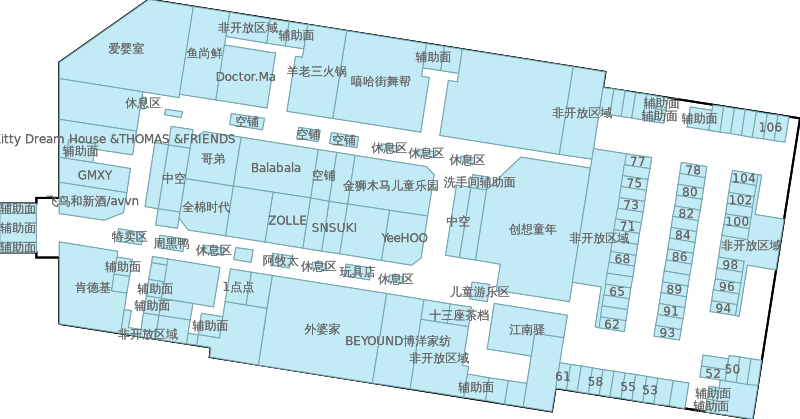 非开放区域
辅助面
爱婴室
鱼尚鲜
Doctor.Ma
羊老三火锅
嘻哈街舞帮
辅助面
休息区
空铺
空铺
空铺
非开放区域
辅助面
辅助面
辅助面
106
itty Dream House &THOMAS &FRIENDS
辅助面
GMXY
飞鸟和新酒/avvn
中空
哥弟
Balabala
空铺
金狮木马儿童乐园
休息区
休息区
休息区
洗手间
辅助面
全棉时代
ZOLLE
SNSUKI
YeeHOO
中空
创想童年
非开放区域
77
75
73
71
68
65
62
78
80
82
84
86
89
91
93
104
102
100
非开放区域
98
96
94
辅助面
辅助面
辅助面
特卖区
周黑鸭
休息区
阿牧太
休息区
玩具店
休息区
儿童游乐区
辅助面
肯德基
辅助面
辅助面
非开放区域
辅助面
1点点
外婆家
十三座茶档
BEYOUND博洋家纺
非开放区域
江南驿
辅助面
61
58
55
53
52
50
辅助面
辅助面